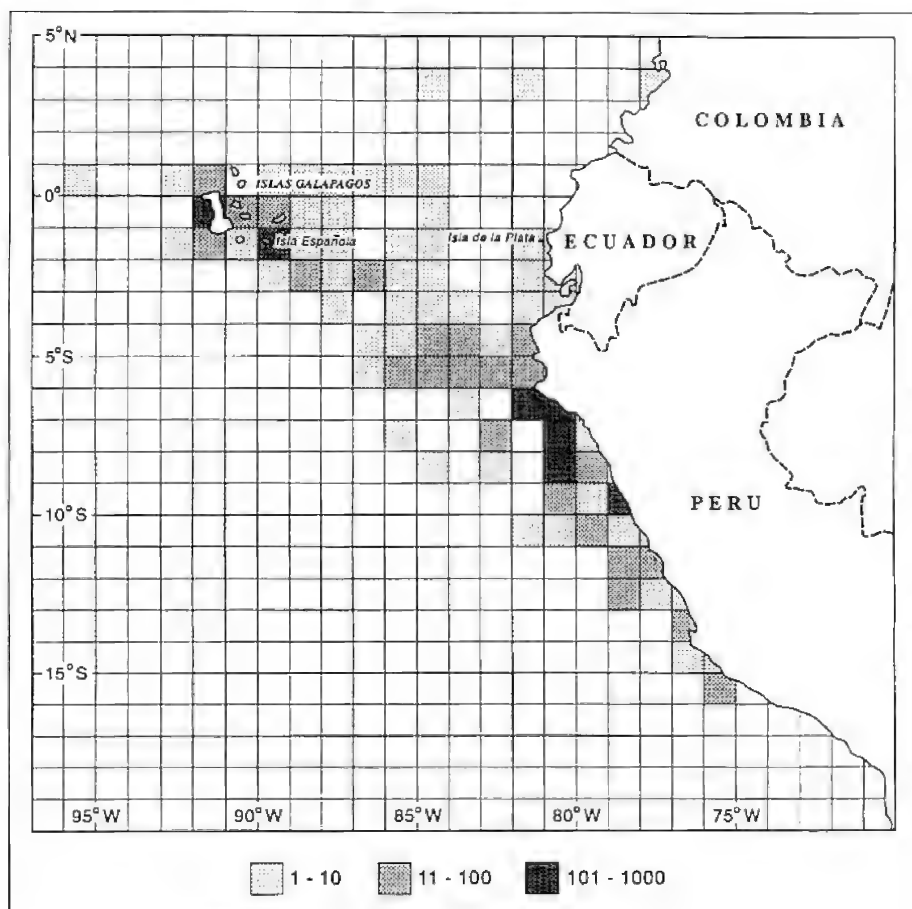 5°N
COLOMBIA
ISLAS GALAPAGOS
0°
Isla Española
Isla de la Plata
ECUADOR
5°S
10°S
PERU
15°S
95°W 90°W 85°W 80°W 75°W
1 - 10 11 - 100 101 - 1000